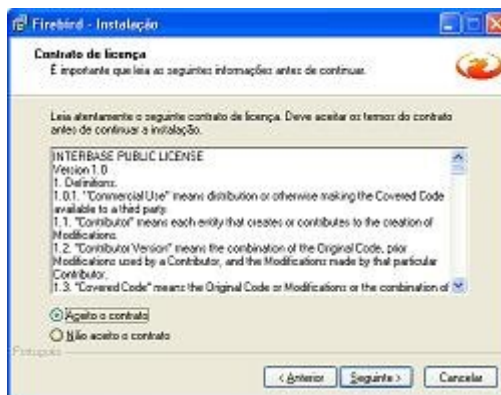 Firebird - Instalação
Contrato de licença
É importante que leia as seguintes informações antes de continuar.
Leia atentamente o seguinte contrato de licença. Deve aceitar os termos do contrato
antes de continuar a instalação.
INTERBASE PUBLIC LICENSE
Version 1.0
1. Definitions.
1.0.1. "Commercial Use" means distribution or otherwise making the Covered Code
available to a third party.
1.1. "Contributor" means each entity that creates or contributes to the creation of
Modifications.
1.2. "Contributor Version" means the combination of the Original Code, prior
Modifications used by a Contributor, and the Modifications made by that particular
Contributor.
1.3. "Covered Code" means the Original Code or Modifications or the combination of
Aceito o contrato
Não aceito o contrato
Português
< Anterior
Seguinte >
Cancelar